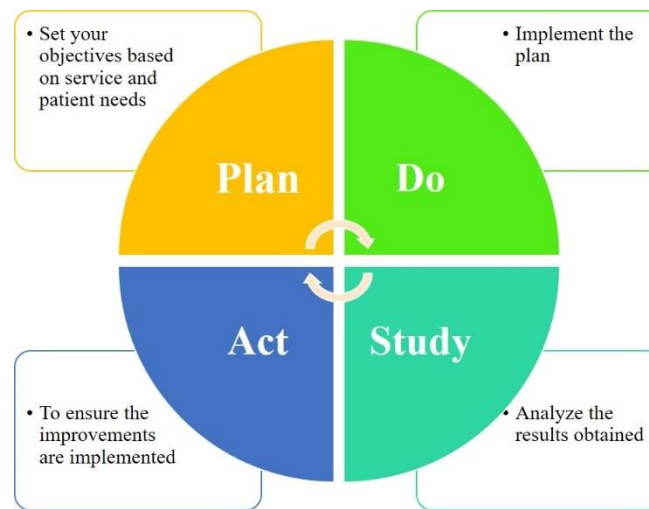 • Set your
objectives based
on service and
patient needs
• Implement the
plan
Plan
Do
Act
Study
• To ensure the
improvements
are implemented
• Analyze the
results obtained